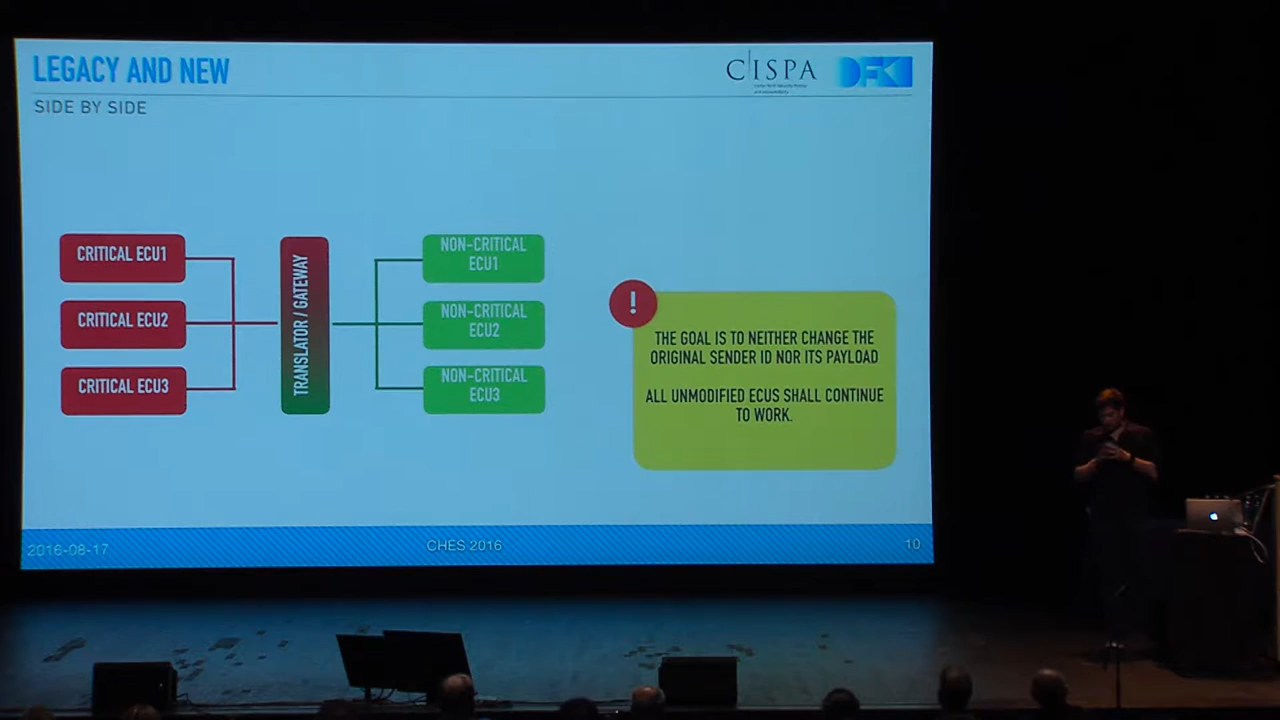 LEGACY AND NEW
SIDE BY SIDE
CISPA
DFKI
CRITICAL ECU1
CRITICAL ECU2
CRITICAL ECU3
TRANSLATOR / GATEWAY
NON-CRITICAL
ECU1
NON-CRITICAL
ECU2
NON-CRITICAL
ECU3
!
THE GOAL IS TO NEITHER CHANGE THE
ORIGINAL SENDER ID NOR ITS PAYLOAD
ALL UNMODIFIED ECUS SHALL CONTINUE
TO WORK.
2016-08-17
CHES 2016
10